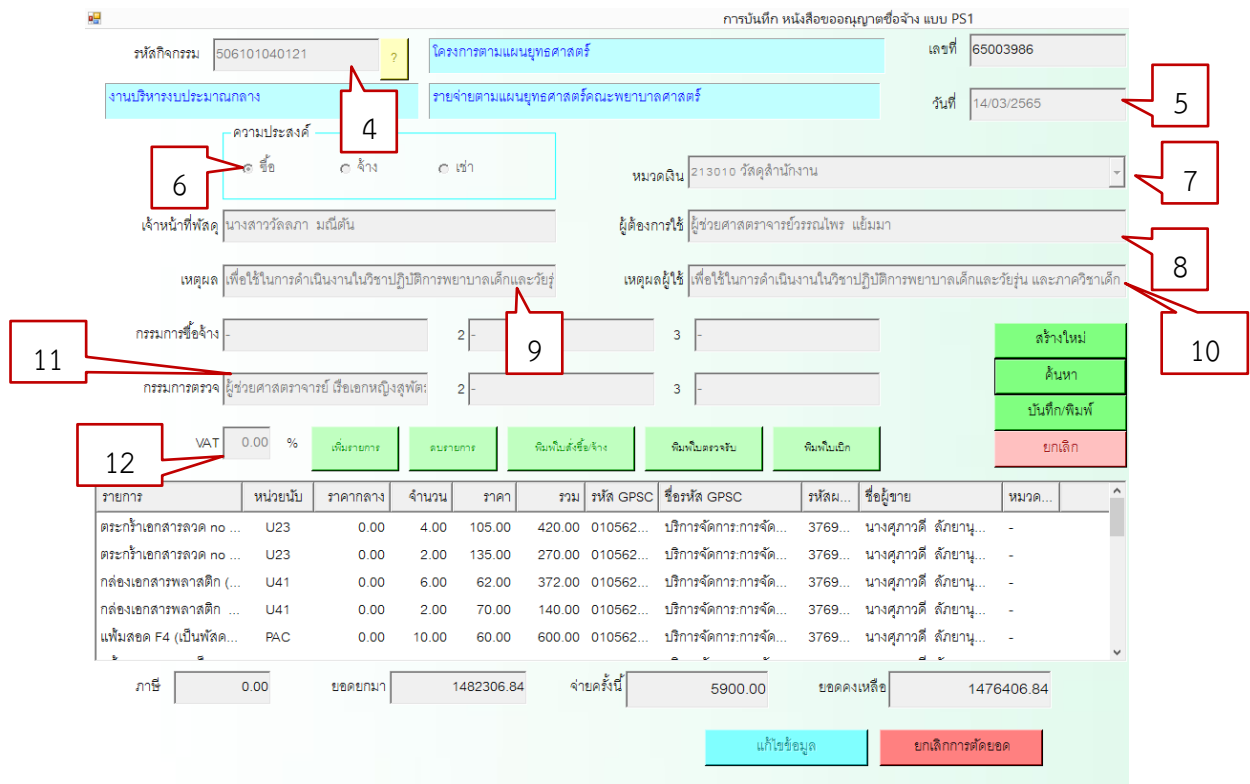 การบันทึก หนังสือขออณุญาตซื่อจ้าง แบบ PS1
รหัสกิจกรรม 506101040121 ? โครงการตามแผนยุทธศาสตร์ เลขที่ 65003986
งานบริหารงบประมาณกลาง รายจ่ายตามแผนยุทธศาสตร์คณะพยาบาลศาสตร์ วันที่ 14/03/2565
4 5
ความประสงค์
ซื้อ จ้าง เช่า
6
หมวดเงิน 213010 วัสดุสำนักงาน 7
เจ้าหน้าที่พัสดุ นางสาววัลลภา มณีตัน ผู้ต้องการใช้ ผู้ช่วยศาสตราจารย์วรรณไพร แย้มมา
8
เหตุผล เพื่อใช้ในการดำเนินงานในวิชาปฏิบัติการพยาบาลเด็กและวัยรุ่ เหตุผลผู้ใช้ เพื่อใช้ในการดำเนินงานในวิชาปฏิบัติการพยาบาลเด็กและวัยรุ่น และภาควิชาเด็ก
กรรมการซื้อจ้าง - 2 - 3 - สร้างใหม่
11 9 10
ค้นหา
กรรมการตรวจ ผู้ช่วยศาสตราจารย์ เรือเอกหญิงสุพัต 2 - 3 -
บันทึก/พิมพ์
VAT 0.00 % เพิ่มรายการ ลบรายการ พิมพ์ใบสั่งซื้อ/จ้าง พิมพ์ใบตรวจรับ พิมพ์ใบเบิก ยกเลิก
12
รายการ หน่วยนับ ราคากลาง จำนวน ราคา รวม รหัส GPSC ชื่อรหัส GPSC รหัสผ... ชื่อผู้ขาย หมวด...
ตระกร้าเอกสารลวด no ... U23 0.00 4.00 105.00 420.00 010562... บริการจัดการ:การจัด... 3769... นางศุภาวดี ลักยานุ... -
ตระกร้าเอกสารลวด no ... U23 0.00 2.00 135.00 270.00 010562... บริการจัดการ:การจัด... 3769... นางศุภาวดี ลักยานุ... -
กล่องเอกสารพลาสติก (... U41 0.00 6.00 62.00 372.00 010562... บริการจัดการ:การจัด... 3769... นางศุภาวดี ลักยานุ... -
กล่องเอกสารพลาสติก ... U41 0.00 2.00 70.00 140.00 010562... บริการจัดการ:การจัด... 3769... นางศุภาวดี ลักยานุ... -
แฟ้มสอด F4 (เป็นพัสด... PAC 0.00 10.00 60.00 600.00 010562... บริการจัดการ:การจัด... 3769... นางศุภาวดี ลักยานุ... -
ภาษี 0.00 ยอดยกมา 1482306.84 จ่ายครั้งนี้ 5900.00 ยอดคงเหลือ 1476406.84
แก้ไขข้อมูล ยกเลิกการตัดยอด